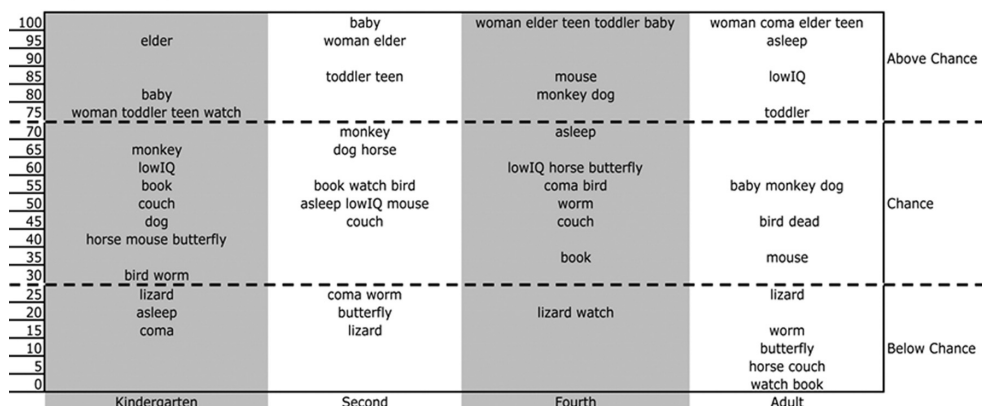 100 baby woman elder teen toddler baby woman coma elder teen
95 elder woman elder asleep
90 Above Chance
85 toddler teen mouse lowIQ
80 baby monkey dog
75 woman toddler teen watch toddler
70 monkey asleep
65 monkey dog horse
60 lowIQ lowIQ horse butterfly
55 book book watch bird coma bird baby monkey dog
50 couch asleep lowIQ mouse worm Chance
45 dog couch couch bird dead
40 horse mouse butterfly
35 book mouse
30 bird worm
25 lizard coma worm lizard
20 asleep butterfly lizard watch
15 coma lizard worm
10 butterfly Below Chance
5 horse couch
0 watch book
Kindergarten Second Fourth Adult